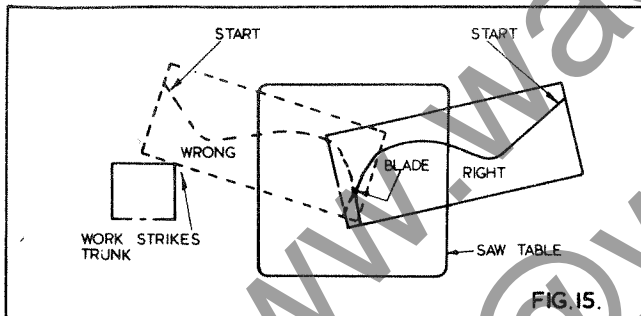 START
START
WRONG
BLADE
RIGHT
WORK STRIKES
TRUNK
SAW TABLE
FIG.15.